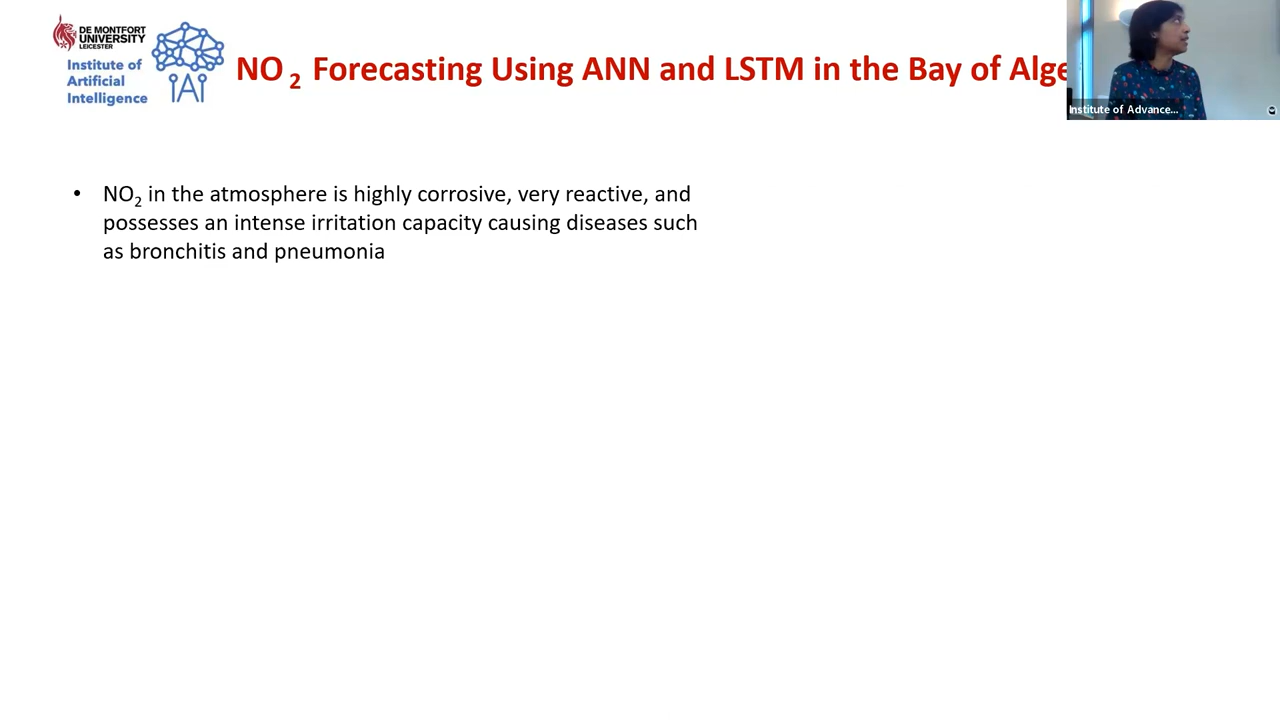 DE MONTFORT
UNIVERSITY
LEICESTER
Institute of
Artificial
Intelligence
IAI
NO 2 Forecasting Using ANN and LSTM in the Bay of Alge
Institute of Advance...
• NO2 in the atmosphere is highly corrosive, very reactive, and
possesses an intense irritation capacity causing diseases such
as bronchitis and pneumonia